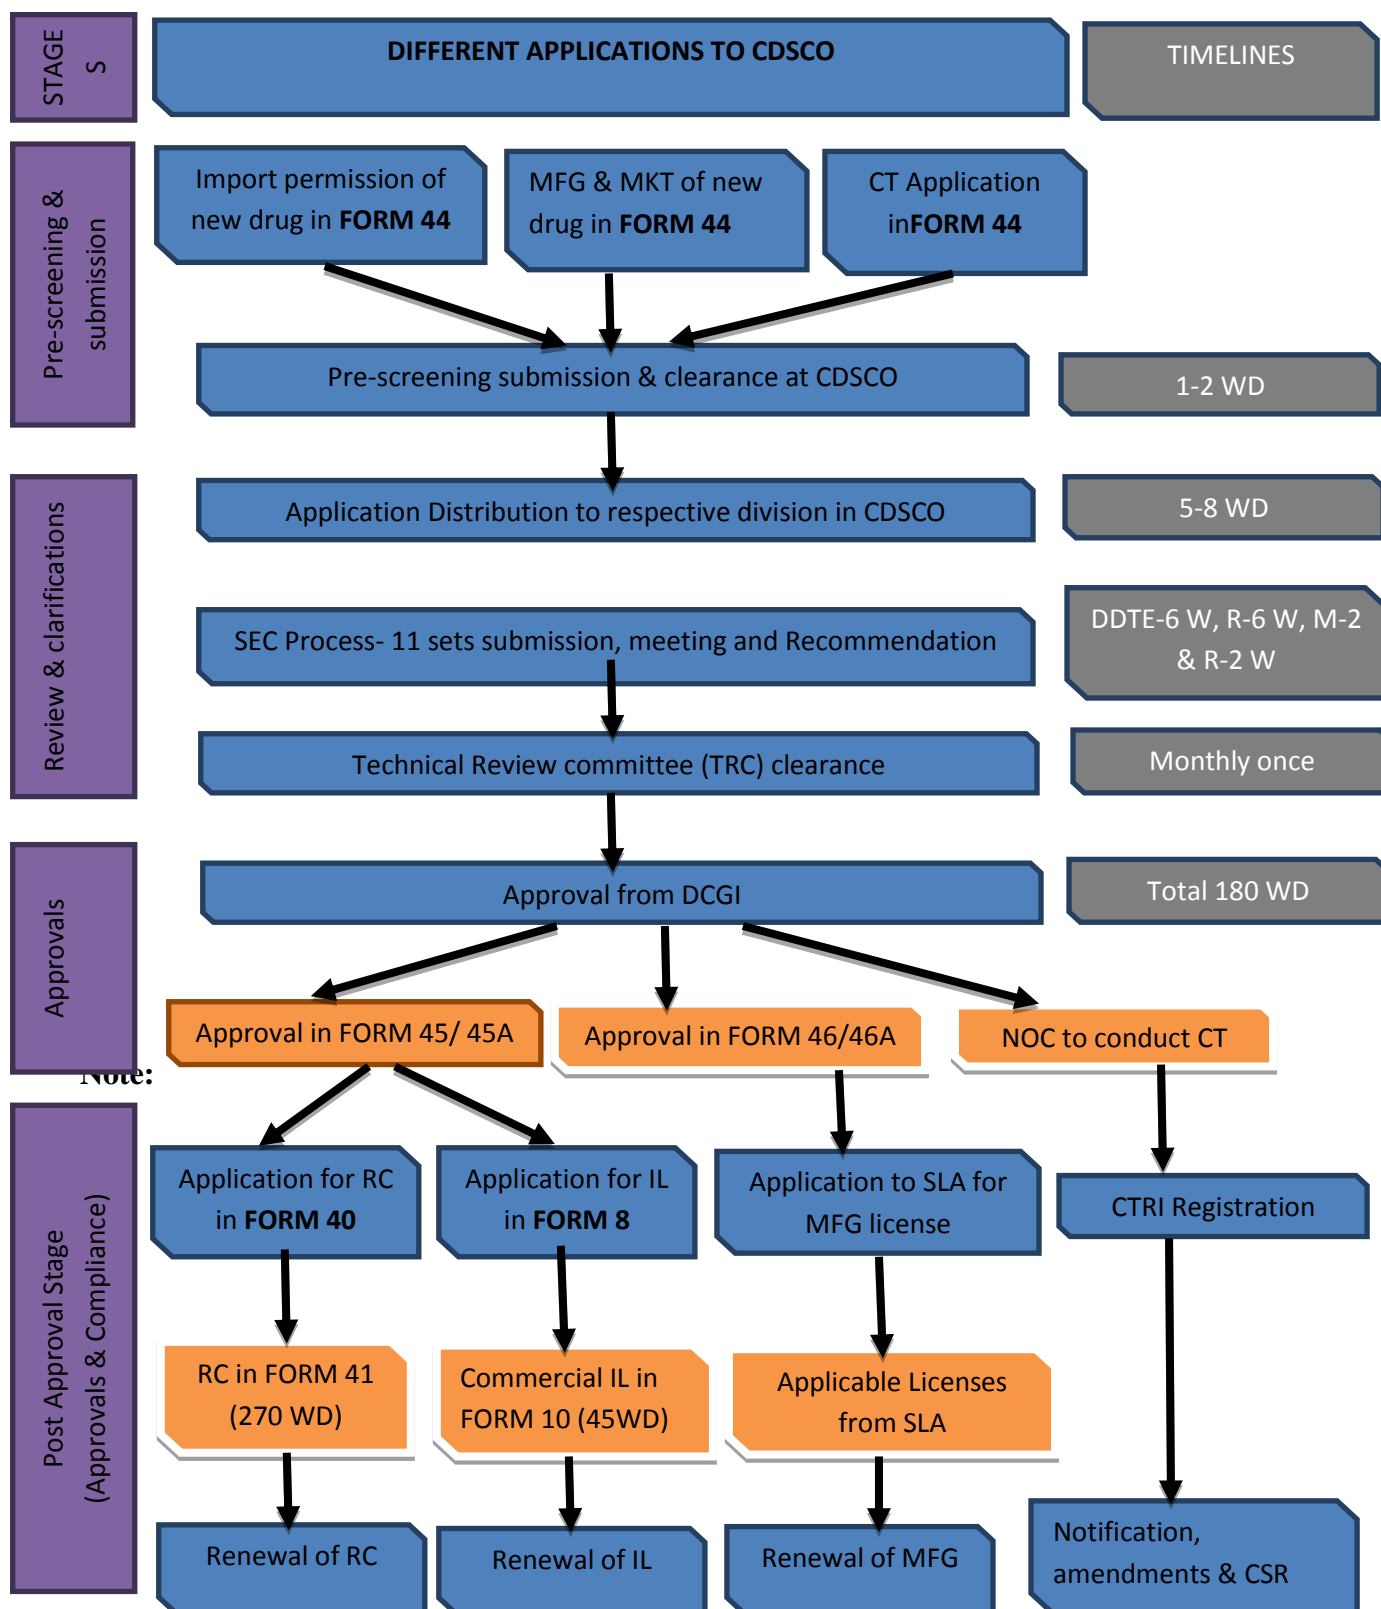 STAGE
S
DIFFERENT APPLICATIONS TO CDSCO
TIMELINES
Pre-screening &
submission
Import permission of
new drug in FORM 44
MFG & MKT of new
drug in FORM 44
CT Application
inFORM 44
Pre-screening submission & clearance at CDSCO
1-2 WD
Review & clarifications
Application Distribution to respective division in CDSCO
5-8 WD
SEC Process- 11 sets submission, meeting and Recommendation
DDTE-6 W, R-6 W, M-2
& R-2 W
Technical Review committee (TRC) clearance
Monthly once
Approvals
Approval from DCGI
Total 180 WD
Approval in FORM 45/ 45A
Approval in FORM 46/46A
NOC to conduct CT
Note:
Post Approval Stage
(Approvals & Compliance)
Application for RC
in FORM 40
Application for IL
in FORM 8
Application to SLA for
MFG license
CTRI Registration
RC in FORM 41
(270 WD)
Commercial IL in
FORM 10 (45WD)
Applicable Licenses
from SLA
Renewal of RC
Renewal of IL
Renewal of MFG
Notification,
amendments & CSR